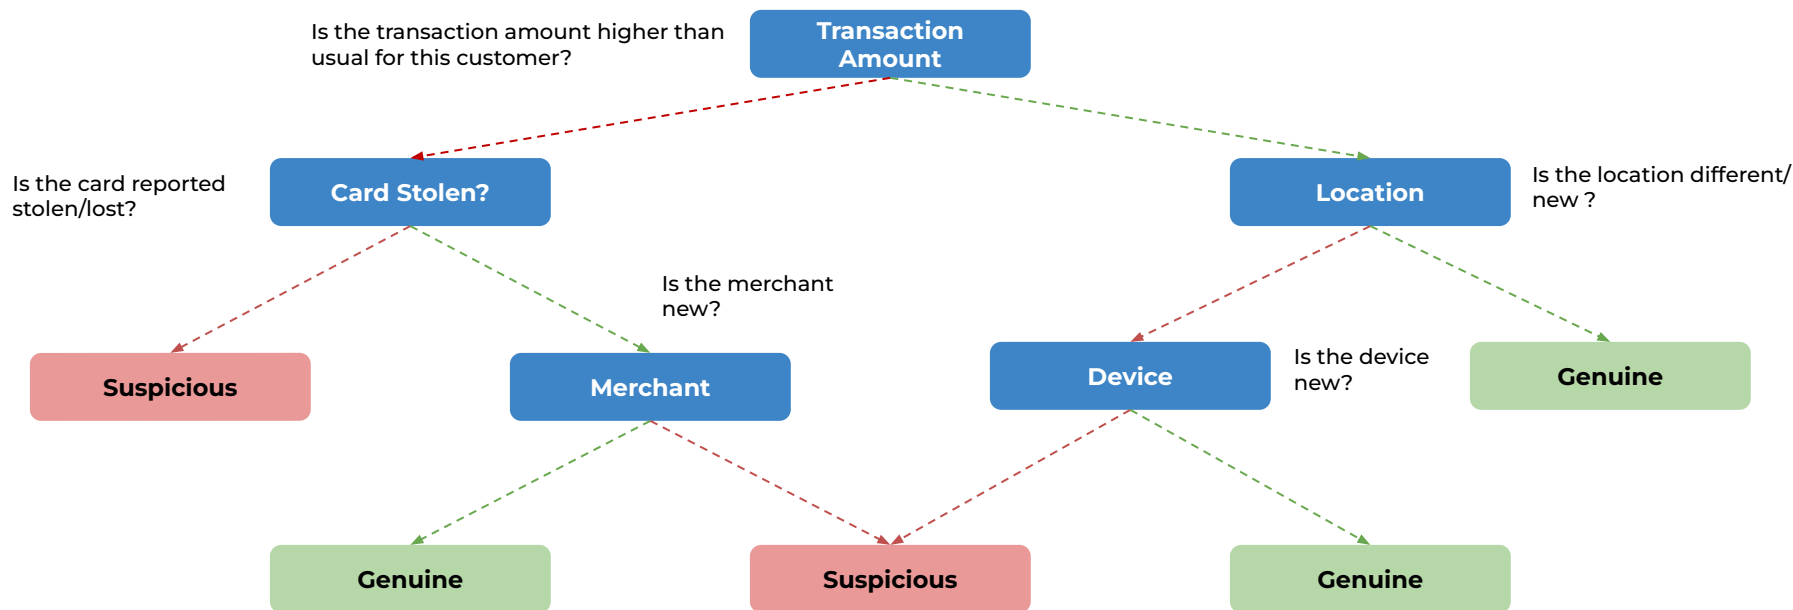 Is the transaction amount higher than
usual for this customer?
Transaction
Amount
Is the card reported
stolen/lost?
Card Stolen?
Location
Is the location different/
new ?
Is the merchant
new?
Suspicious
Merchant
Device
Is the device
new?
Genuine
Genuine
Suspicious
Genuine